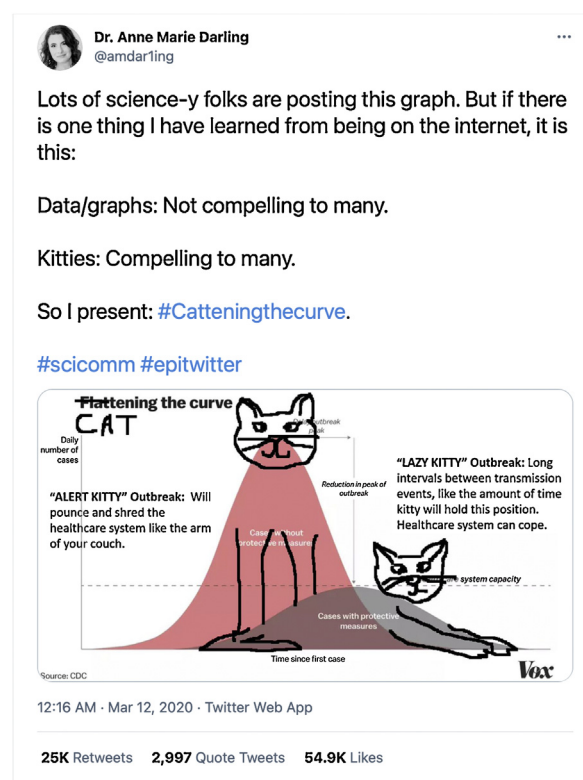 Dr. Anne Marie Darling
@amdar1ing
Lots of science-y folks are posting this graph. But if there
is one thing I have learned from being on the internet, it is
this:
Data/graphs: Not compelling to many.
Kitties: Compelling to many.
So I present: #Catteningthecurve.
#scicomm #epitwitter
Flattening the curve
CAT
outbreak
Daily
number of
cases
"LAZY KITTY" Outbreak: Long
intervals between transmission
events, like the amount of time
kitty will hold this position.
Healthcare system can cope.
Reduction in peak of
outbreak
"ALERT KITTY" Outbreak: Will
pounce and shred the
healthcare system like the arm
of your couch.
Cases without
protective measures
system capacity
Cases with protective
measures
Time since first case
Source: CDC
Vox
12:16 AM · Mar 12, 2020 · Twitter Web App
25K Retweets 2,997 Quote Tweets 54.9K Likes